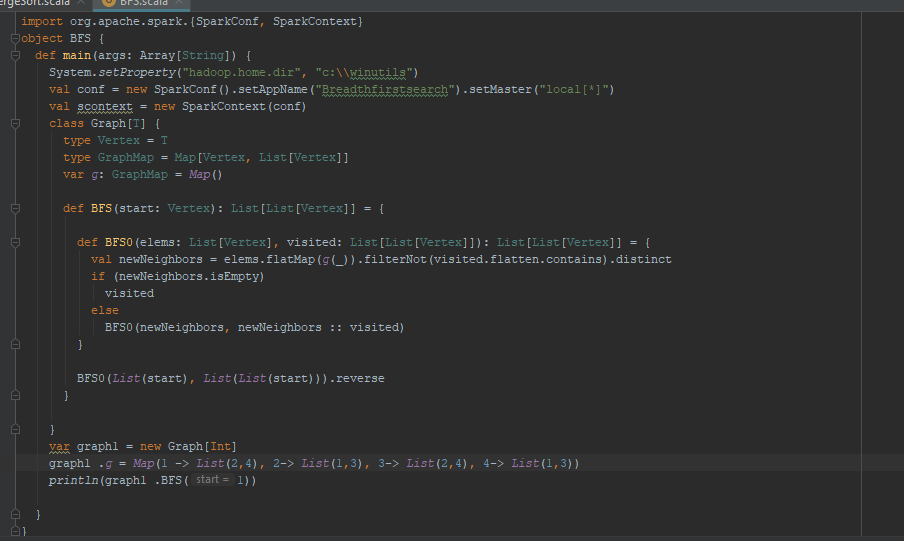 ergeSort.scala BFS.scala
import org.apache.spark.{SparkConf, SparkContext}
object BFS {
  def main(args: Array[String]) {
    System.setProperty("hadoop.home.dir", "c:\\winutils")
    val conf = new SparkConf().setAppName("Breadthfirstsearch").setMaster("local[*]")
    val scontext = new SparkContext(conf)
    class Graph[T] {
      type Vertex = T
      type GraphMap = Map[Vertex, List[Vertex]]
      var g: GraphMap = Map()
      def BFS(start: Vertex): List[List[Vertex]] = {
        def BFS0(elems: List[Vertex], visited: List[List[Vertex]]): List[List[Vertex]] = {
          val newNeighbors = elems.flatMap(g(_)).filterNot(visited.flatten.contains).distinct
          if (newNeighbors.isEmpty)
            visited
          else
            BFS0(newNeighbors, newNeighbors :: visited)
        }
        BFS0(List(start), List(List(start))).reverse
      }
    }
    var graph1 = new Graph[Int]
    graph1 .g = Map(1 -> List(2,4), 2-> List(1,3), 3-> List(2,4), 4-> List(1,3))
    println(graph1 .BFS( start = 1))
  }
}